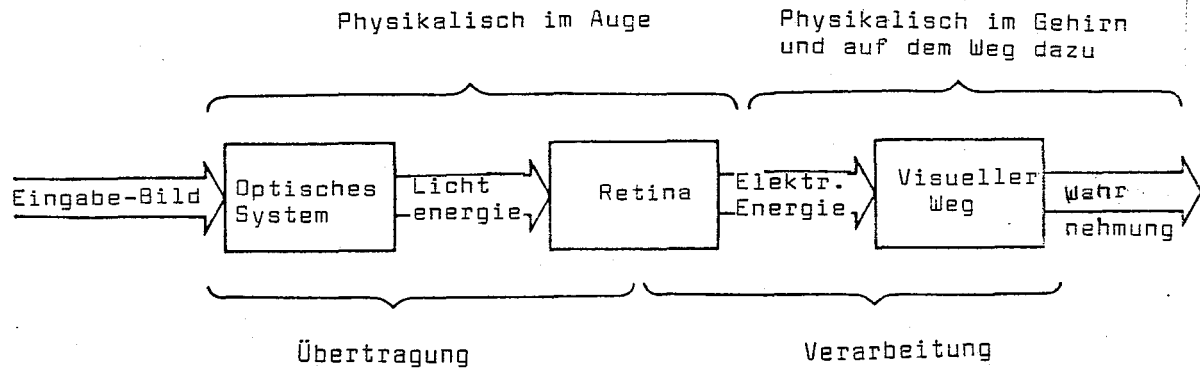 Physikalisch im Auge
Physikalisch im Gehirn
und auf dem Weg dazu
Eingabe-Bild
Optisches
System
Licht
energie
Retina
Elektr.
Energie
Visueller
Weg
Wahr
nehmung
Übertragung
Verarbeitung